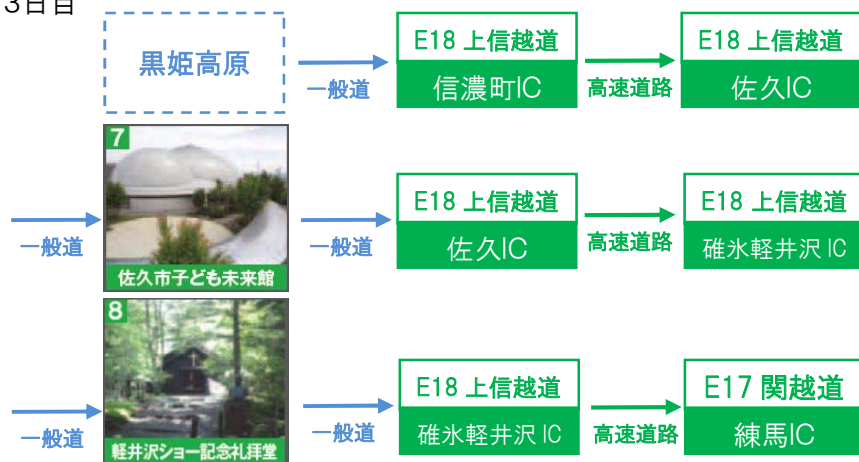 3日目
黒姫高原
一般道
E18 上信越道
信濃町IC
高速道路
E18 上信越道
佐久IC
一般道
7
佐久市子ども未来館
一般道
E18 上信越道
佐久IC
高速道路
E18 上信越道
碓氷軽井沢 IC
一般道
8
軽井沢ショー記念礼拝堂
一般道
E18 上信越道
碓氷軽井沢 IC
高速道路
E17 関越道
練馬IC